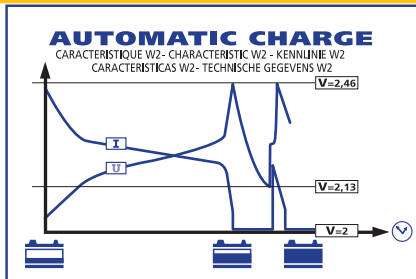 AUTOMATIC CHARGE
CARACTERISTIQUE W2- CHARACTERISTIC W2 - KENNLINIE W2
CARACTERISTICAS W2- TECHNISCHE GEGEVENS W2
V=2,46
I
U
V=2,13
V=2